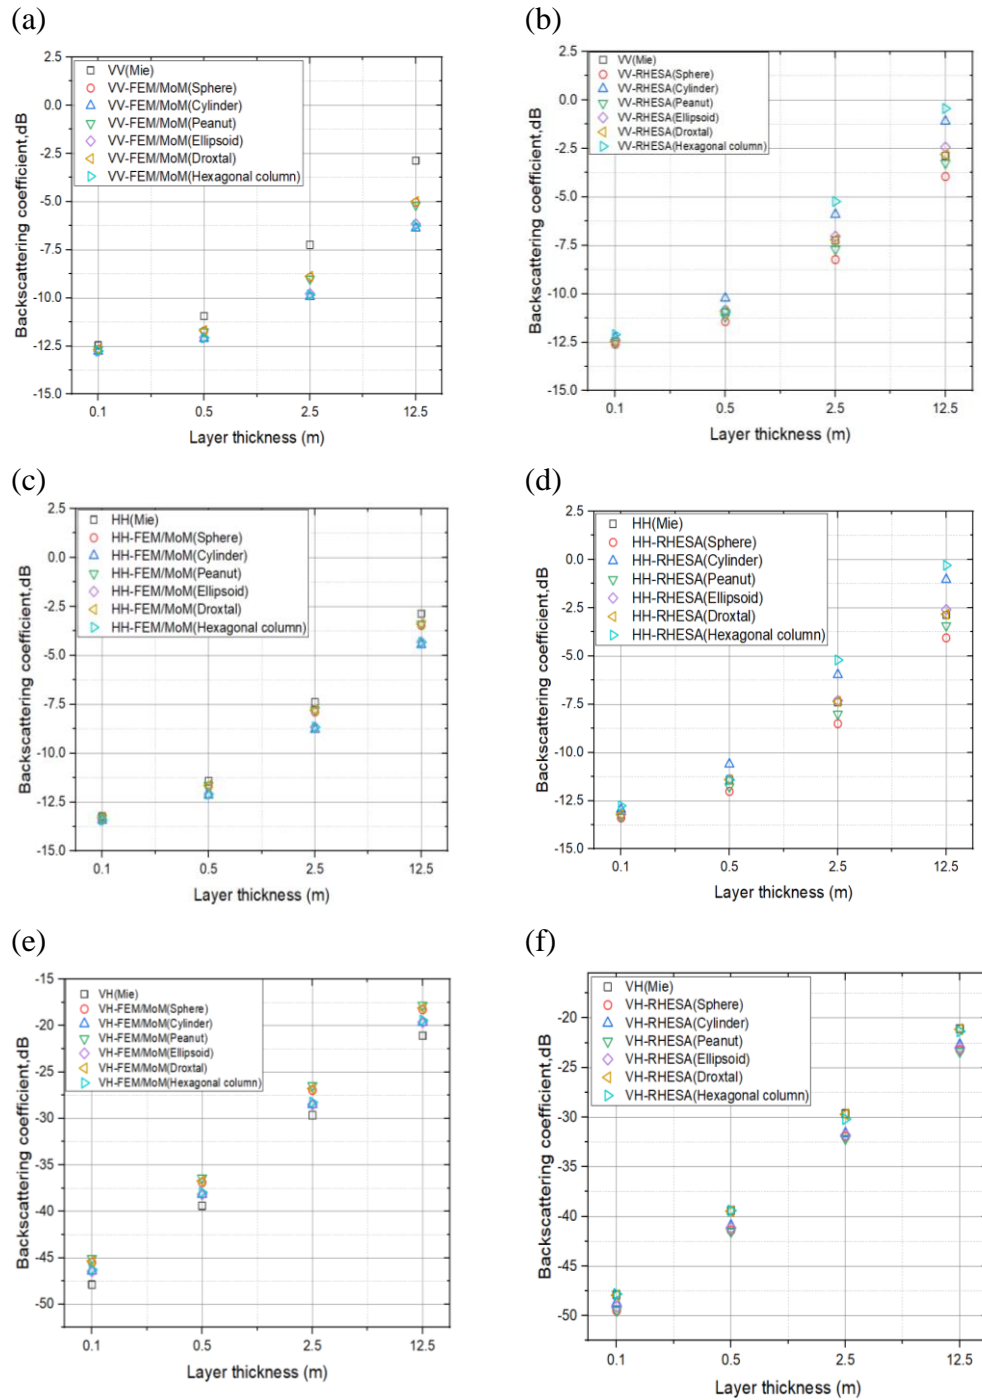 (a)
2.5
0.0
-2.5
-5.0
-7.5
-10.0
-12.5
-15.0
Backscattering coefficient,dB
VV(Mie)
VV-FEM/MoM(Sphere)
VV-FEM/MoM(Cylinder)
VV-FEM/MoM(Peanut)
VV-FEM/MoM(Ellipsoid)
VV-FEM/MoM(Droxtal)
VV-FEM/MoM(Hexagonal column)
0.1 0.5 2.5 12.5
Layer thickness (m)
(b)
2.5
0.0
-2.5
-5.0
-7.5
-10.0
-12.5
-15.0
Backscattering coefficient,dB
VV(Mie)
VV-RHESA(Sphere)
VV-RHESA(Cylinder)
VV-RHESA(Peanut)
VV-RHESA(Ellipsoid)
VV-RHESA(Droxtal)
VV-RHESA(Hexagonal column)
0.1 0.5 2.5 12.5
Layer thickness (m)
(c)
2.5
0.0
-2.5
-5.0
-7.5
-10.0
-12.5
-15.0
Backscattering coefficient,dB
HH(Mie)
HH-FEM/MoM(Sphere)
HH-FEM/MoM(Cylinder)
HH-FEM/MoM(Peanut)
HH-FEM/MoM(Ellipsoid)
HH-FEM/MoM(Droxtal)
HH-FEM/MoM(Hexagonal column)
0.1 0.5 2.5 12.5
Layer thickness (m)
(d)
2.5
0.0
-2.5
-5.0
-7.5
-10.0
-12.5
-15.0
Backscattering coefficient,dB
HH(Mie)
HH-RHESA(Sphere)
HH-RHESA(Cylinder)
HH-RHESA(Peanut)
HH-RHESA(Ellipsoid)
HH-RHESA(Droxtal)
HH-RHESA(Hexagonal column)
0.1 0.5 2.5 12.5
Layer thickness (m)
(e)
-15
-20
-25
-30
-35
-40
-45
-50
Backscattering coefficient,dB
VH(Mie)
VH-FEM/MoM(Sphere)
VH-FEM/MoM(Cylinder)
VH-FEM/MoM(Peanut)
VH-FEM/MoM(Ellipsoid)
VH-FEM/MoM(Droxtal)
VH-FEM/MoM(Hexagonal column)
0.1 0.5 2.5 12.5
Layer thickness (m)
(f)
-20
-25
-30
-35
-40
-45
-50
Backscattering coefficient,dB
VH(Mie)
VH-RHESA(Sphere)
VH-RHESA(Cylinder)
VH-RHESA(Peanut)
VH-RHESA(Ellipsoid)
VH-RHESA(Droxtal)
VH-RHESA(Hexagonal column)
0.1 0.5 2.5 12.5
Layer thickness (m)